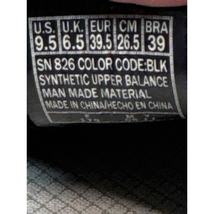 U.S. U.K. EUR CM BRA
9.5 6.5 39.5 26.5 39
SN 826 COLOR CODE:BLK
SYNTHETIC UPPER BALANCE
MAN MADE MATERIAL
MADE IN CHINA/HECHO EN CHINA